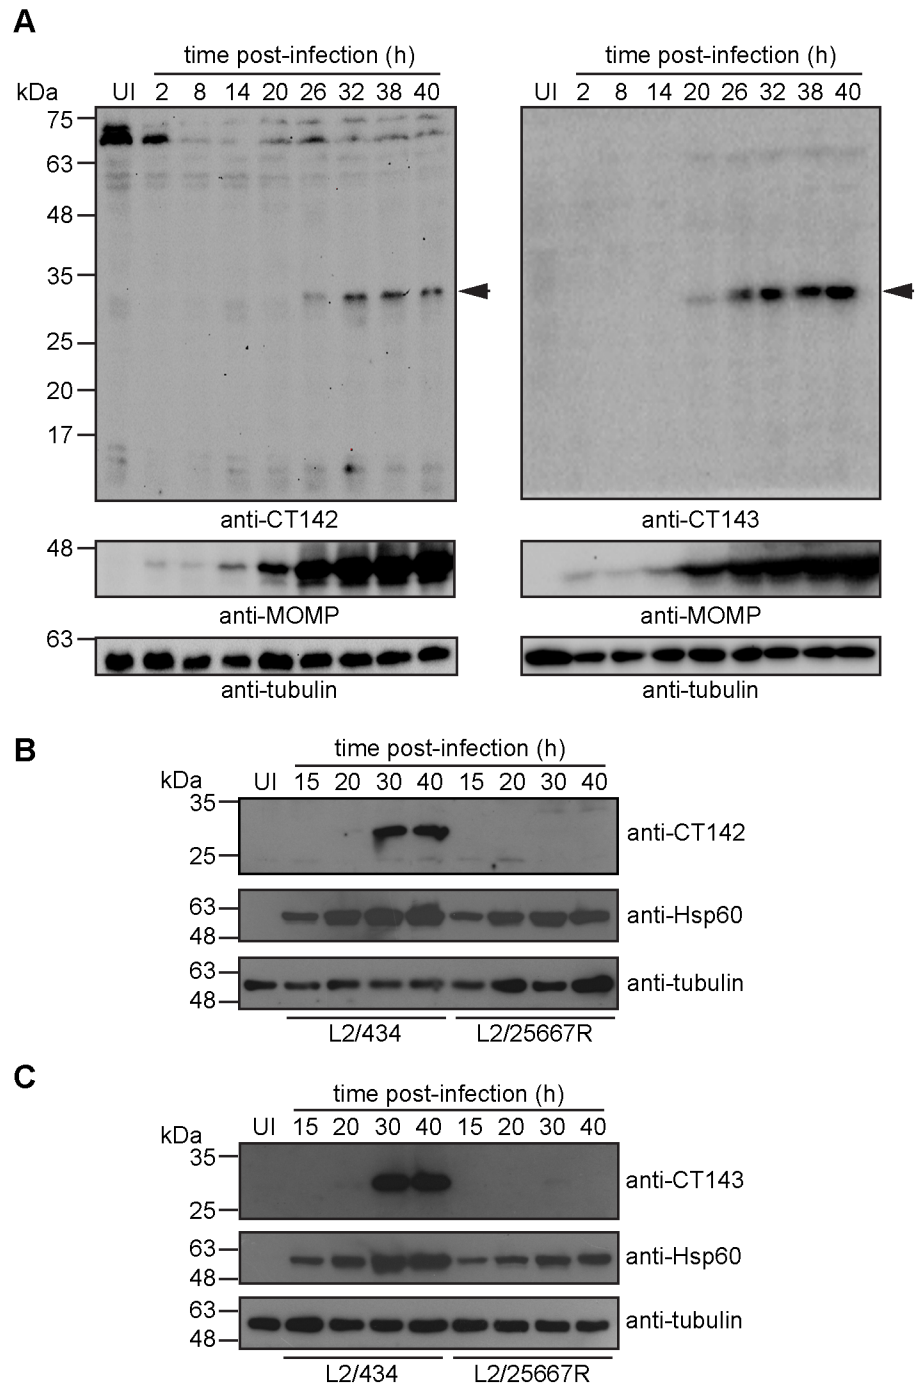 A
time post-infection (h)
kDa UI 2 8 14 20 26 32 38 40
75
63
48
35
25
20
17
anti-CT142
48
anti-MOMP
63
anti-tubulin
time post-infection (h)
UI 2 8 14 20 26 32 38 40
anti-CT143
anti-MOMP
anti-tubulin
B
time post-infection (h)
kDa UI 15 20 30 40 15 20 30 40
35
anti-CT142
25
63
anti-Hsp60
48
63
anti-tubulin
48
L2/434 L2/25667R
C
time post-infection (h)
kDa UI 15 20 30 40 15 20 30 40
35
anti-CT143
25
63
anti-Hsp60
48
63
anti-tubulin
48
L2/434 L2/25667R